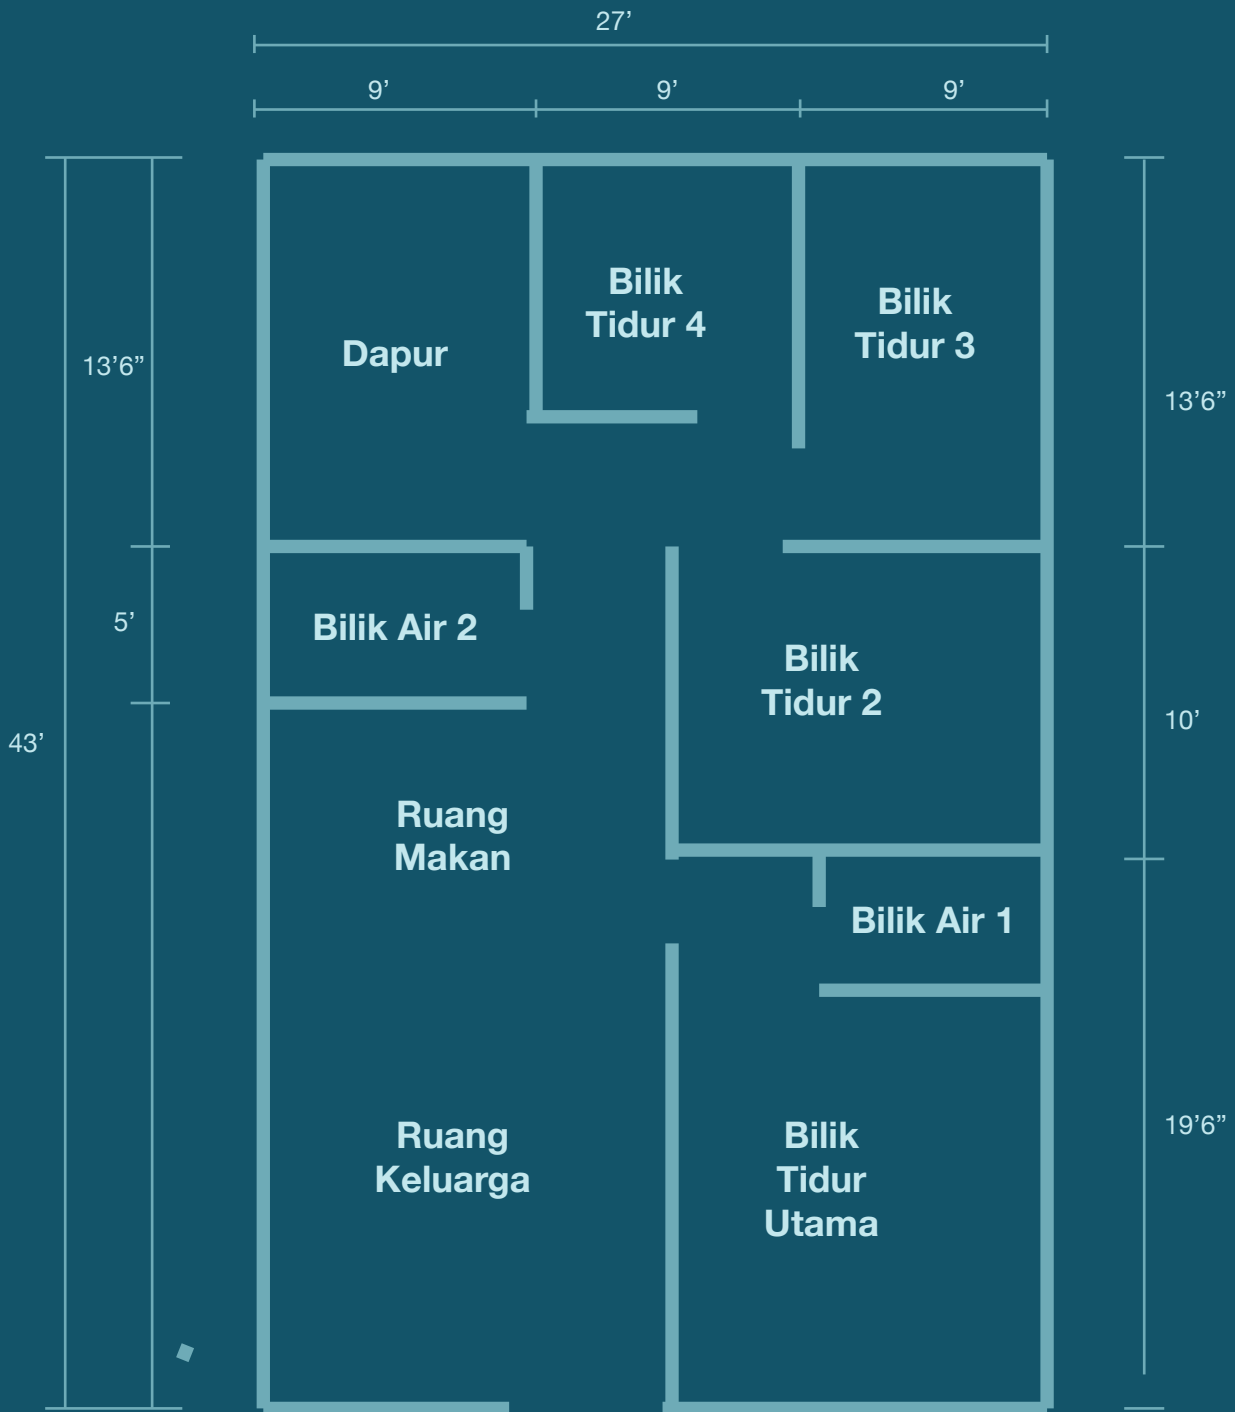 27’
9’ 9’ 9’
Bilik
Tidur 4
Bilik
Tidur 3
Dapur
13’6”
13’6”
Bilik Air 2
5’
Bilik
Tidur 2
10’
43’
Ruang
Makan
Bilik Air 1
Ruang
Keluarga
Bilik
Tidur
Utama
19’6”